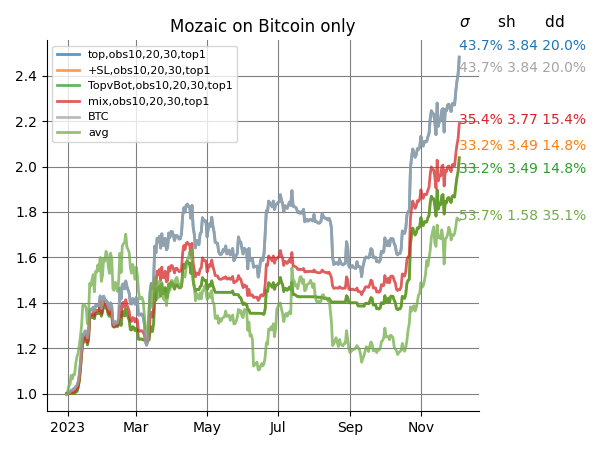 Mozaic on Bitcoin only
σ sh dd
43.7% 3.84 20.0%
43.7% 3.84 20.0%
35.4% 3.77 15.4%
33.2% 3.49 14.8%
33.2% 3.49 14.8%
53.7% 1.58 35.1%
top,obs10,20,30,top1
+SL,obs10,20,30,top1
TopvBot,obs10,20,30,top1
mix,obs10,20,30,top1
BTC
avg
2.4
2.2
2.0
1.8
1.6
1.4
1.2
1.0
2023 Mar May Jul Sep Nov